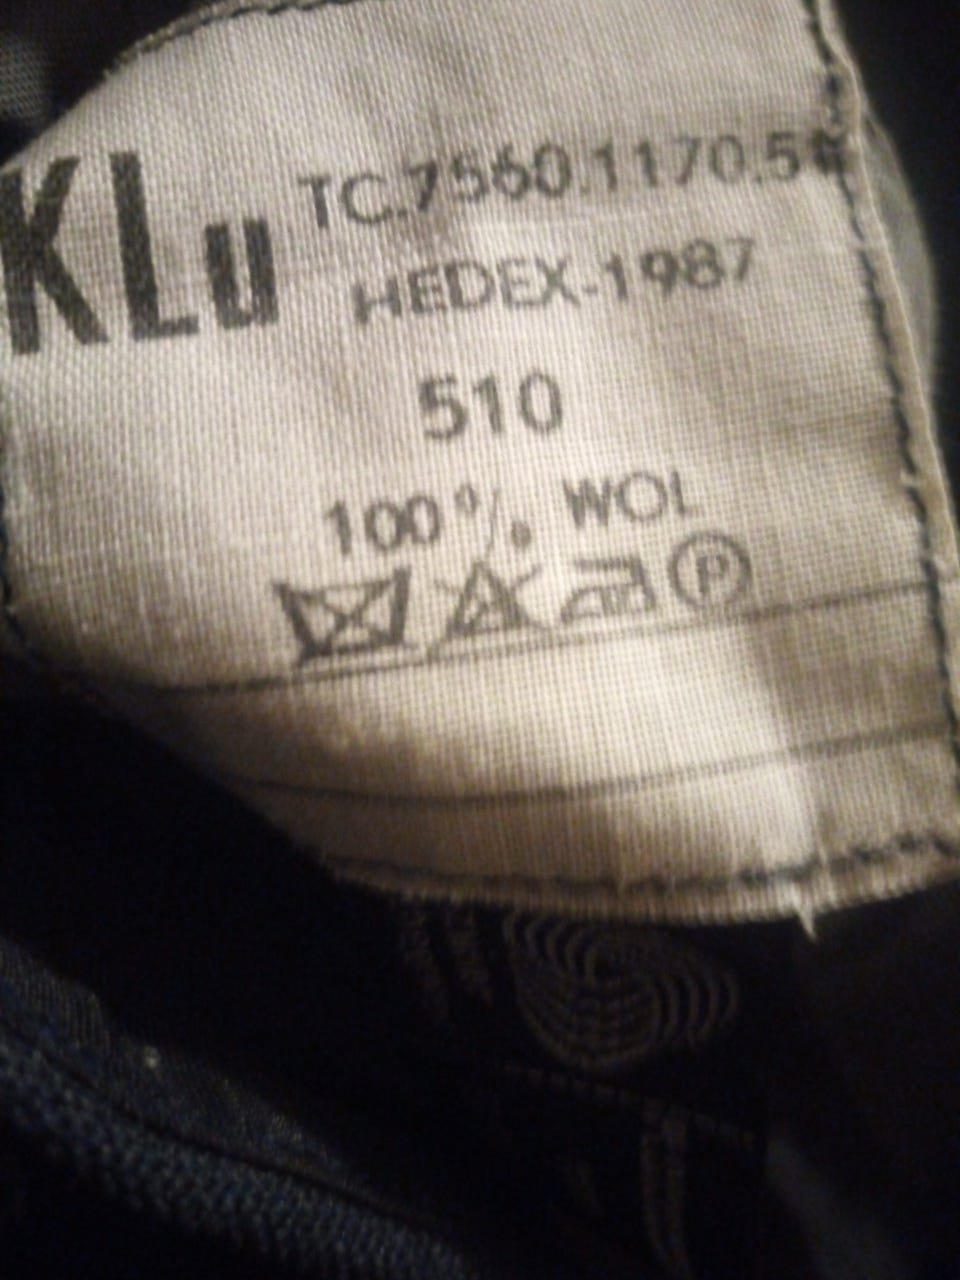 KLu TC.7560.1170.5
HEDEX-1987
510
100% WOL
P